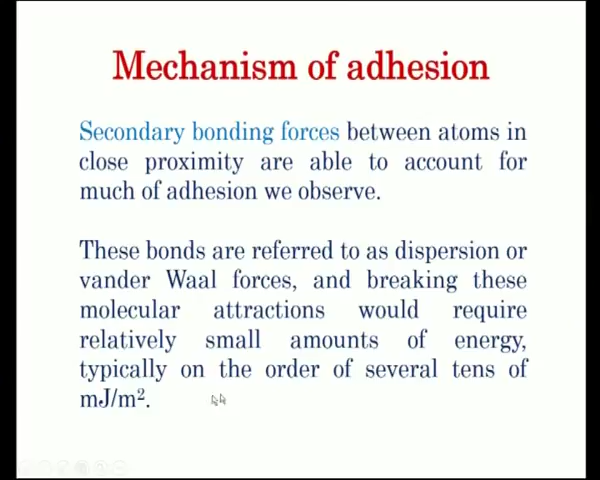 Mechanism of adhesion
Secondary bonding forces between atoms in
close proximity are able to account for
much of adhesion we observe.
These bonds are referred to as dispersion or
vander Waal forces, and breaking these
molecular attractions would require
relatively small amounts of energy,
typically on the order of several tens of
mJ/m².